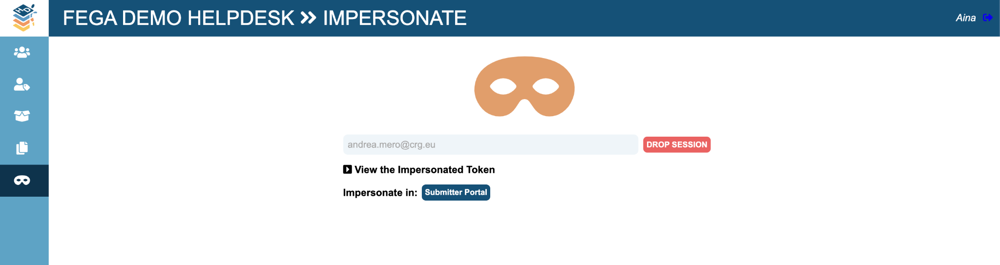 HD
FEGA DEMO HELPDESK IMPERSONATE
Aina
andrea.mero@crg.eu
DROP SESSION
View the Impersonated Token
Impersonate in: Submitter Portal